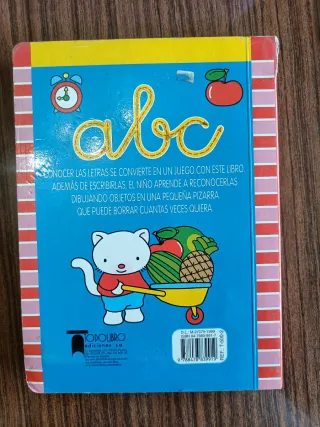 abc
CONOCER LAS LETRAS SE CONVIERTE EN UN JUEGO CON ESTE LIBRO.
ADEMÁS DE ESCRIBIRLAS, EL NIÑO APRENDE A RECONOCERLAS
DIBUJANDO OBJETOS EN UNA PEQUEÑA PIZARRA
QUE PUEDE BORRAR CUANTAS VECES QUIERA.
TODOLIBRO
ediciones s.a.